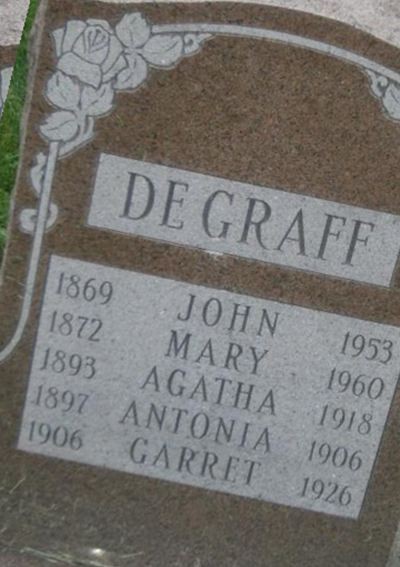 DE GRAFF
1869 JOHN 1953
1872 MARY 1960
1893 AGATHA 1918
1897 ANTONIA 1906
1906 GARRET 1926